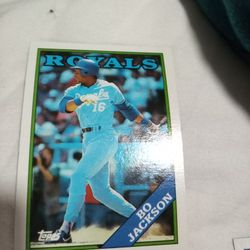 ROYALS
Royals
16
BO
JACKSON
Topps